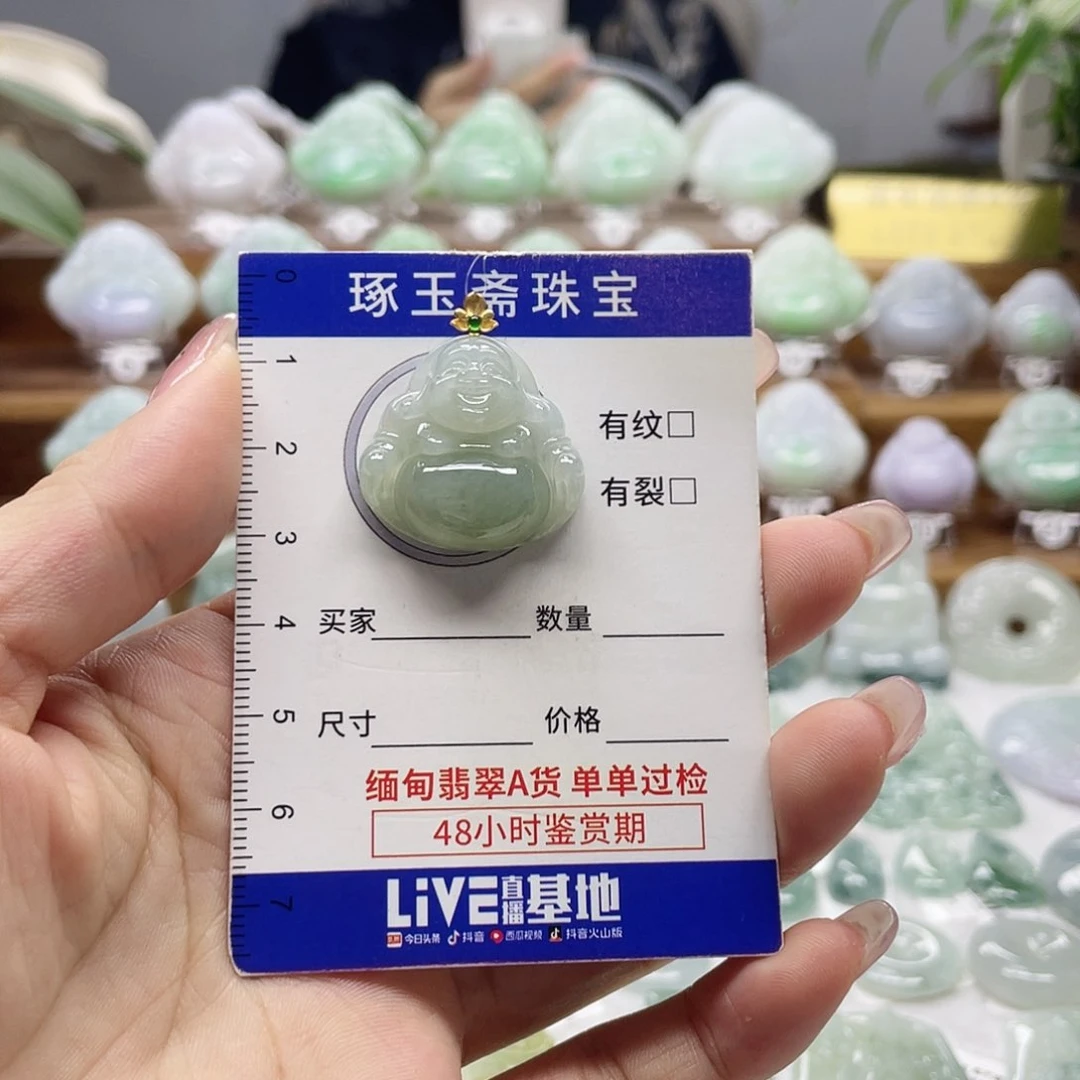 琢玉斋珠宝
0
1
2
3
4
5
6
7
有纹□
有裂□
买家 数量
尺寸 价格
缅甸翡翠A货 单单过检
48小时鉴赏期
LiVE直播基地
今日头条 抖音 西瓜视频 抖音火山版